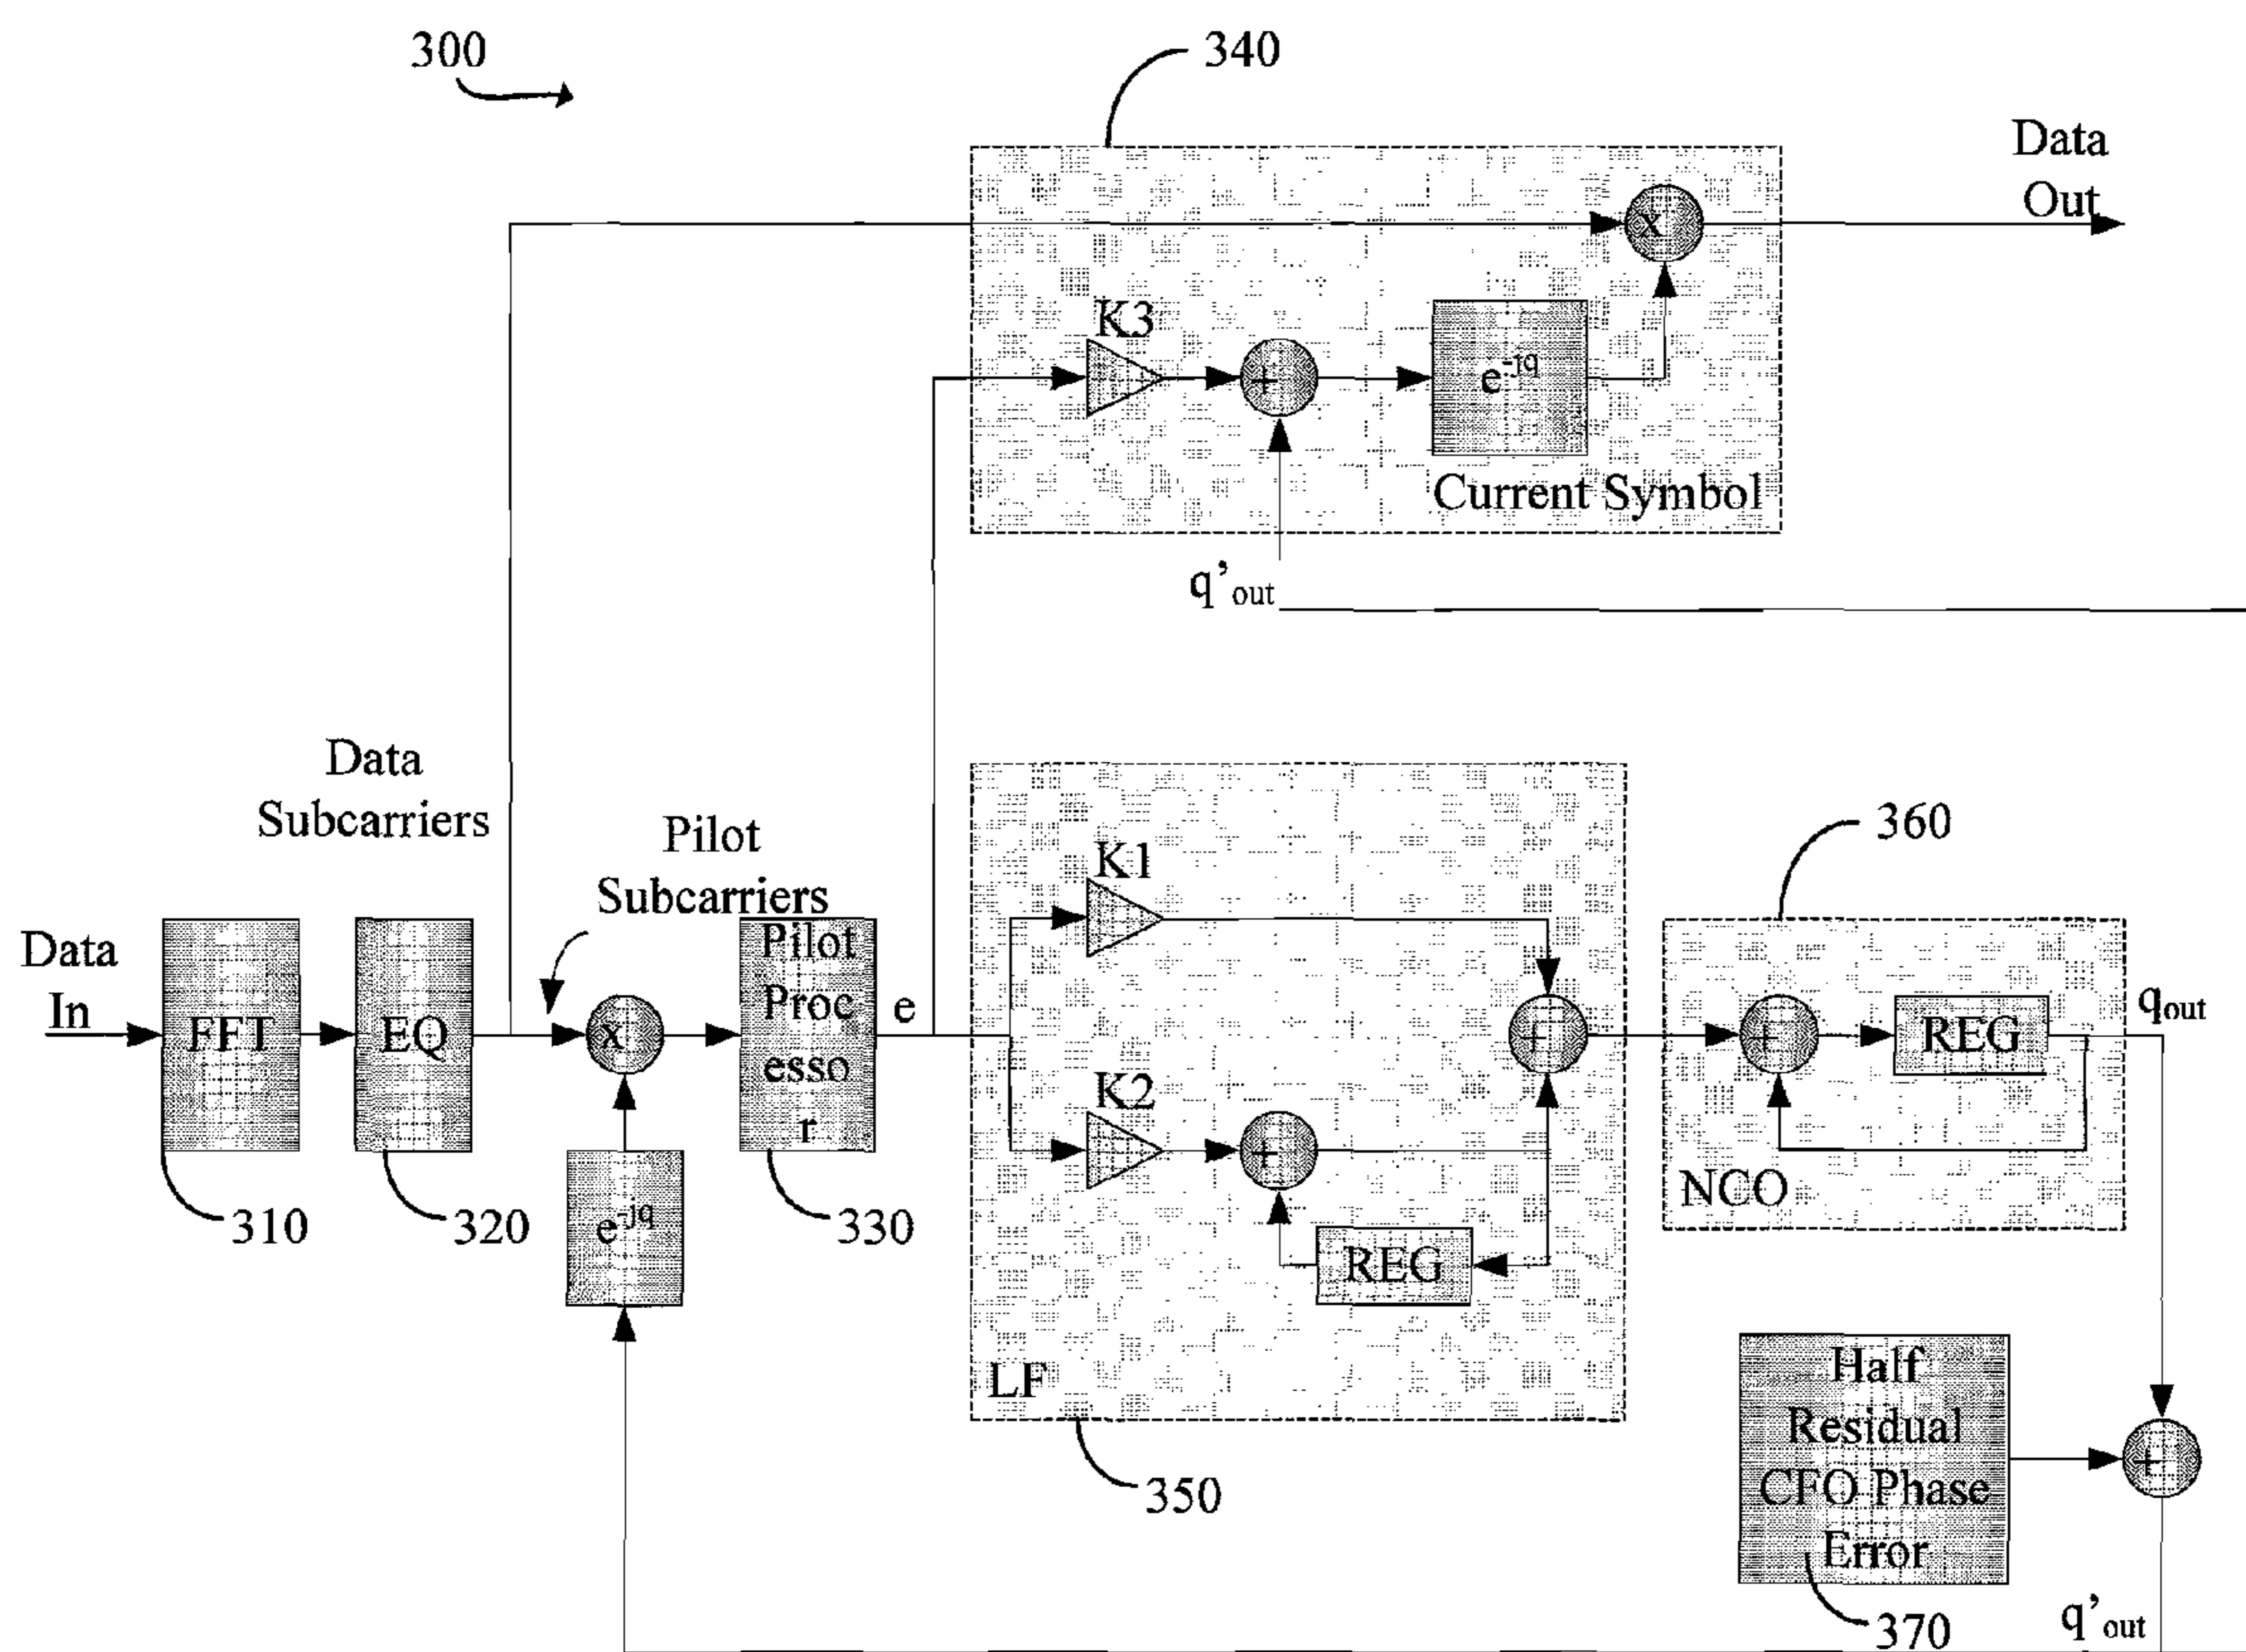 300
340
Data
Out
x
K3
+
e-jq
Current Symbol
q'out
Data
Subcarriers
Pilot
Subcarriers
360
K1
Data
In
FFT
EQ
x
Pilot
Proc
esso
r
e
+
+
REG
qout
K2
+
NCO
310
320
e-jq
330
REG
LF
Half
Residual
CFO Phase
Error
+
350
370
q'out